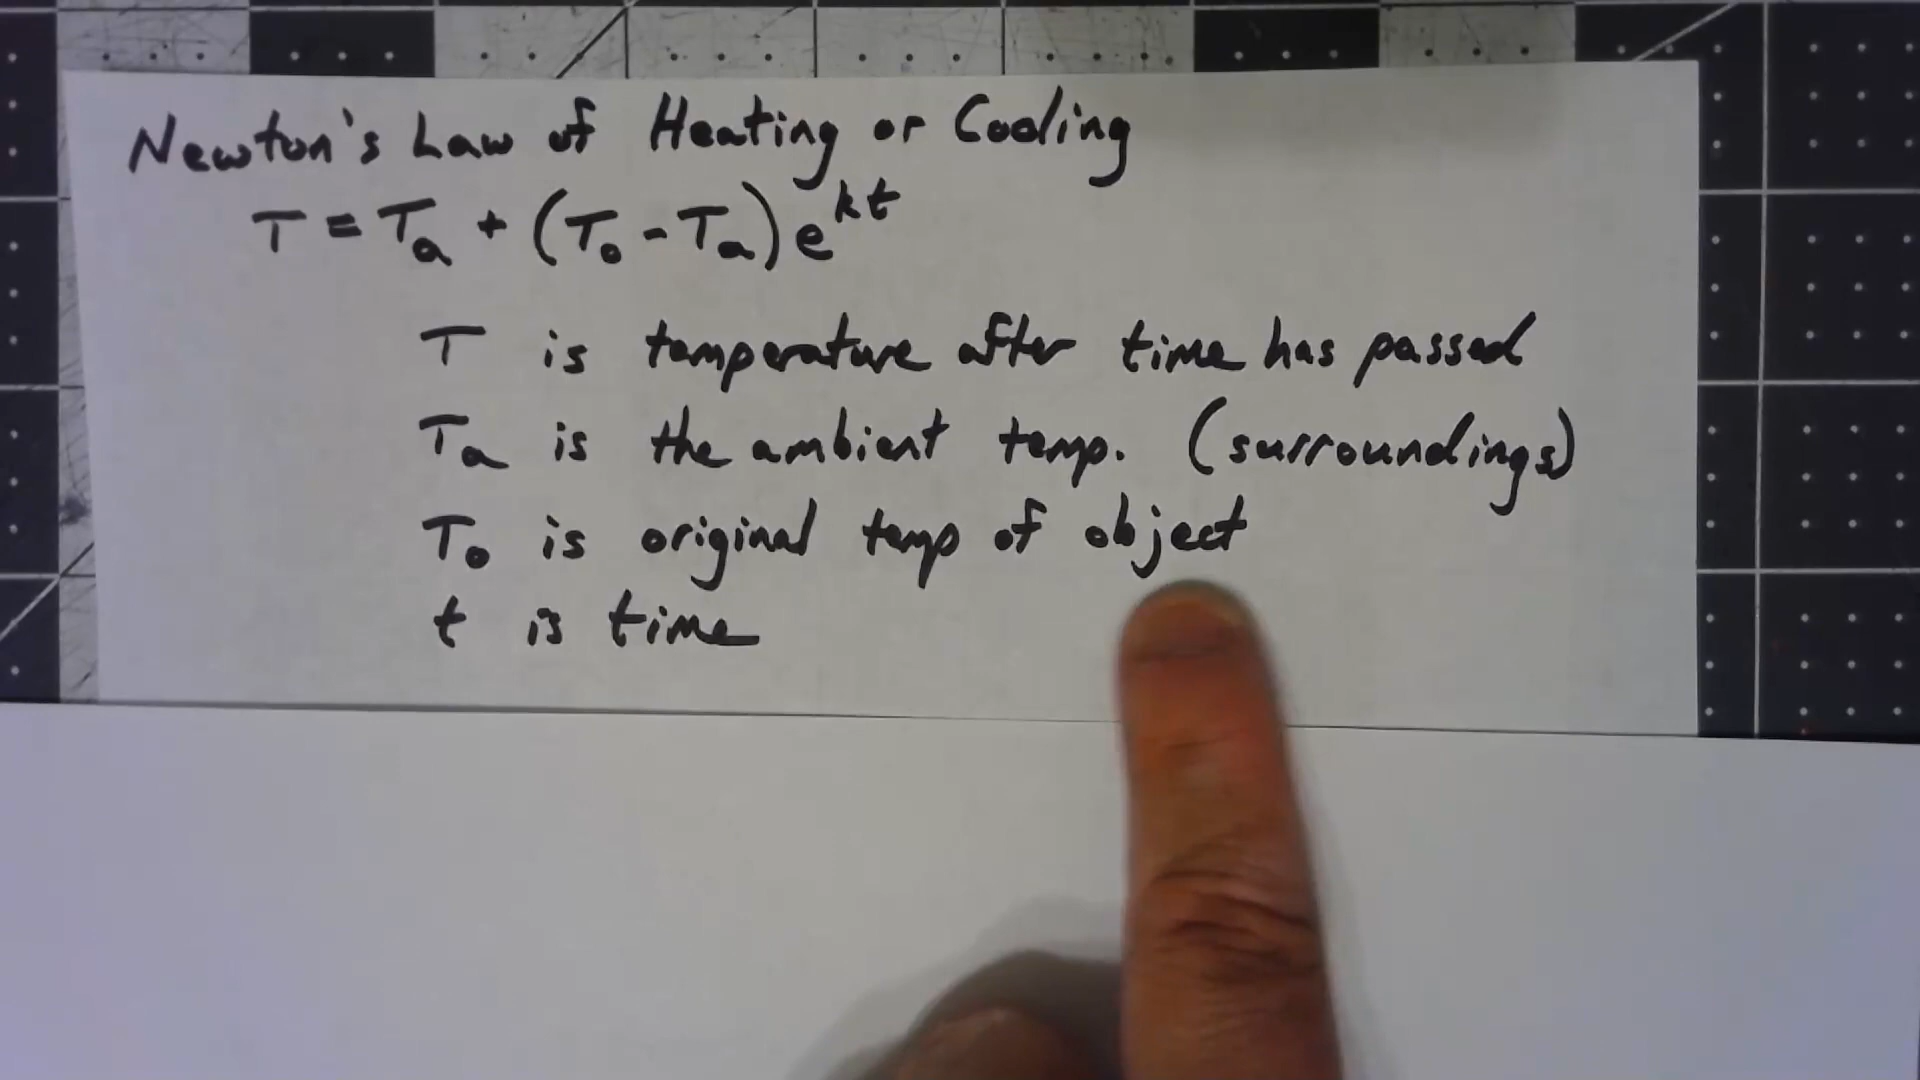 Newton's Law of Heating or Cooling
T = Ta + (To - Ta) e^kt
T is temperature after time has passed
Ta is the ambient temp. (surroundings)
To is original temp of object
t is time